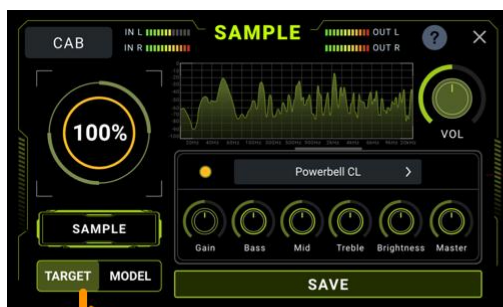 CAB
IN L
IN R
SAMPLE
OUT L
OUT R
?
100%
VOL
Powerbell CL
SAMPLE
Gain
Bass
Mid
Treble
Brightness
Master
TARGET
MODEL
SAVE